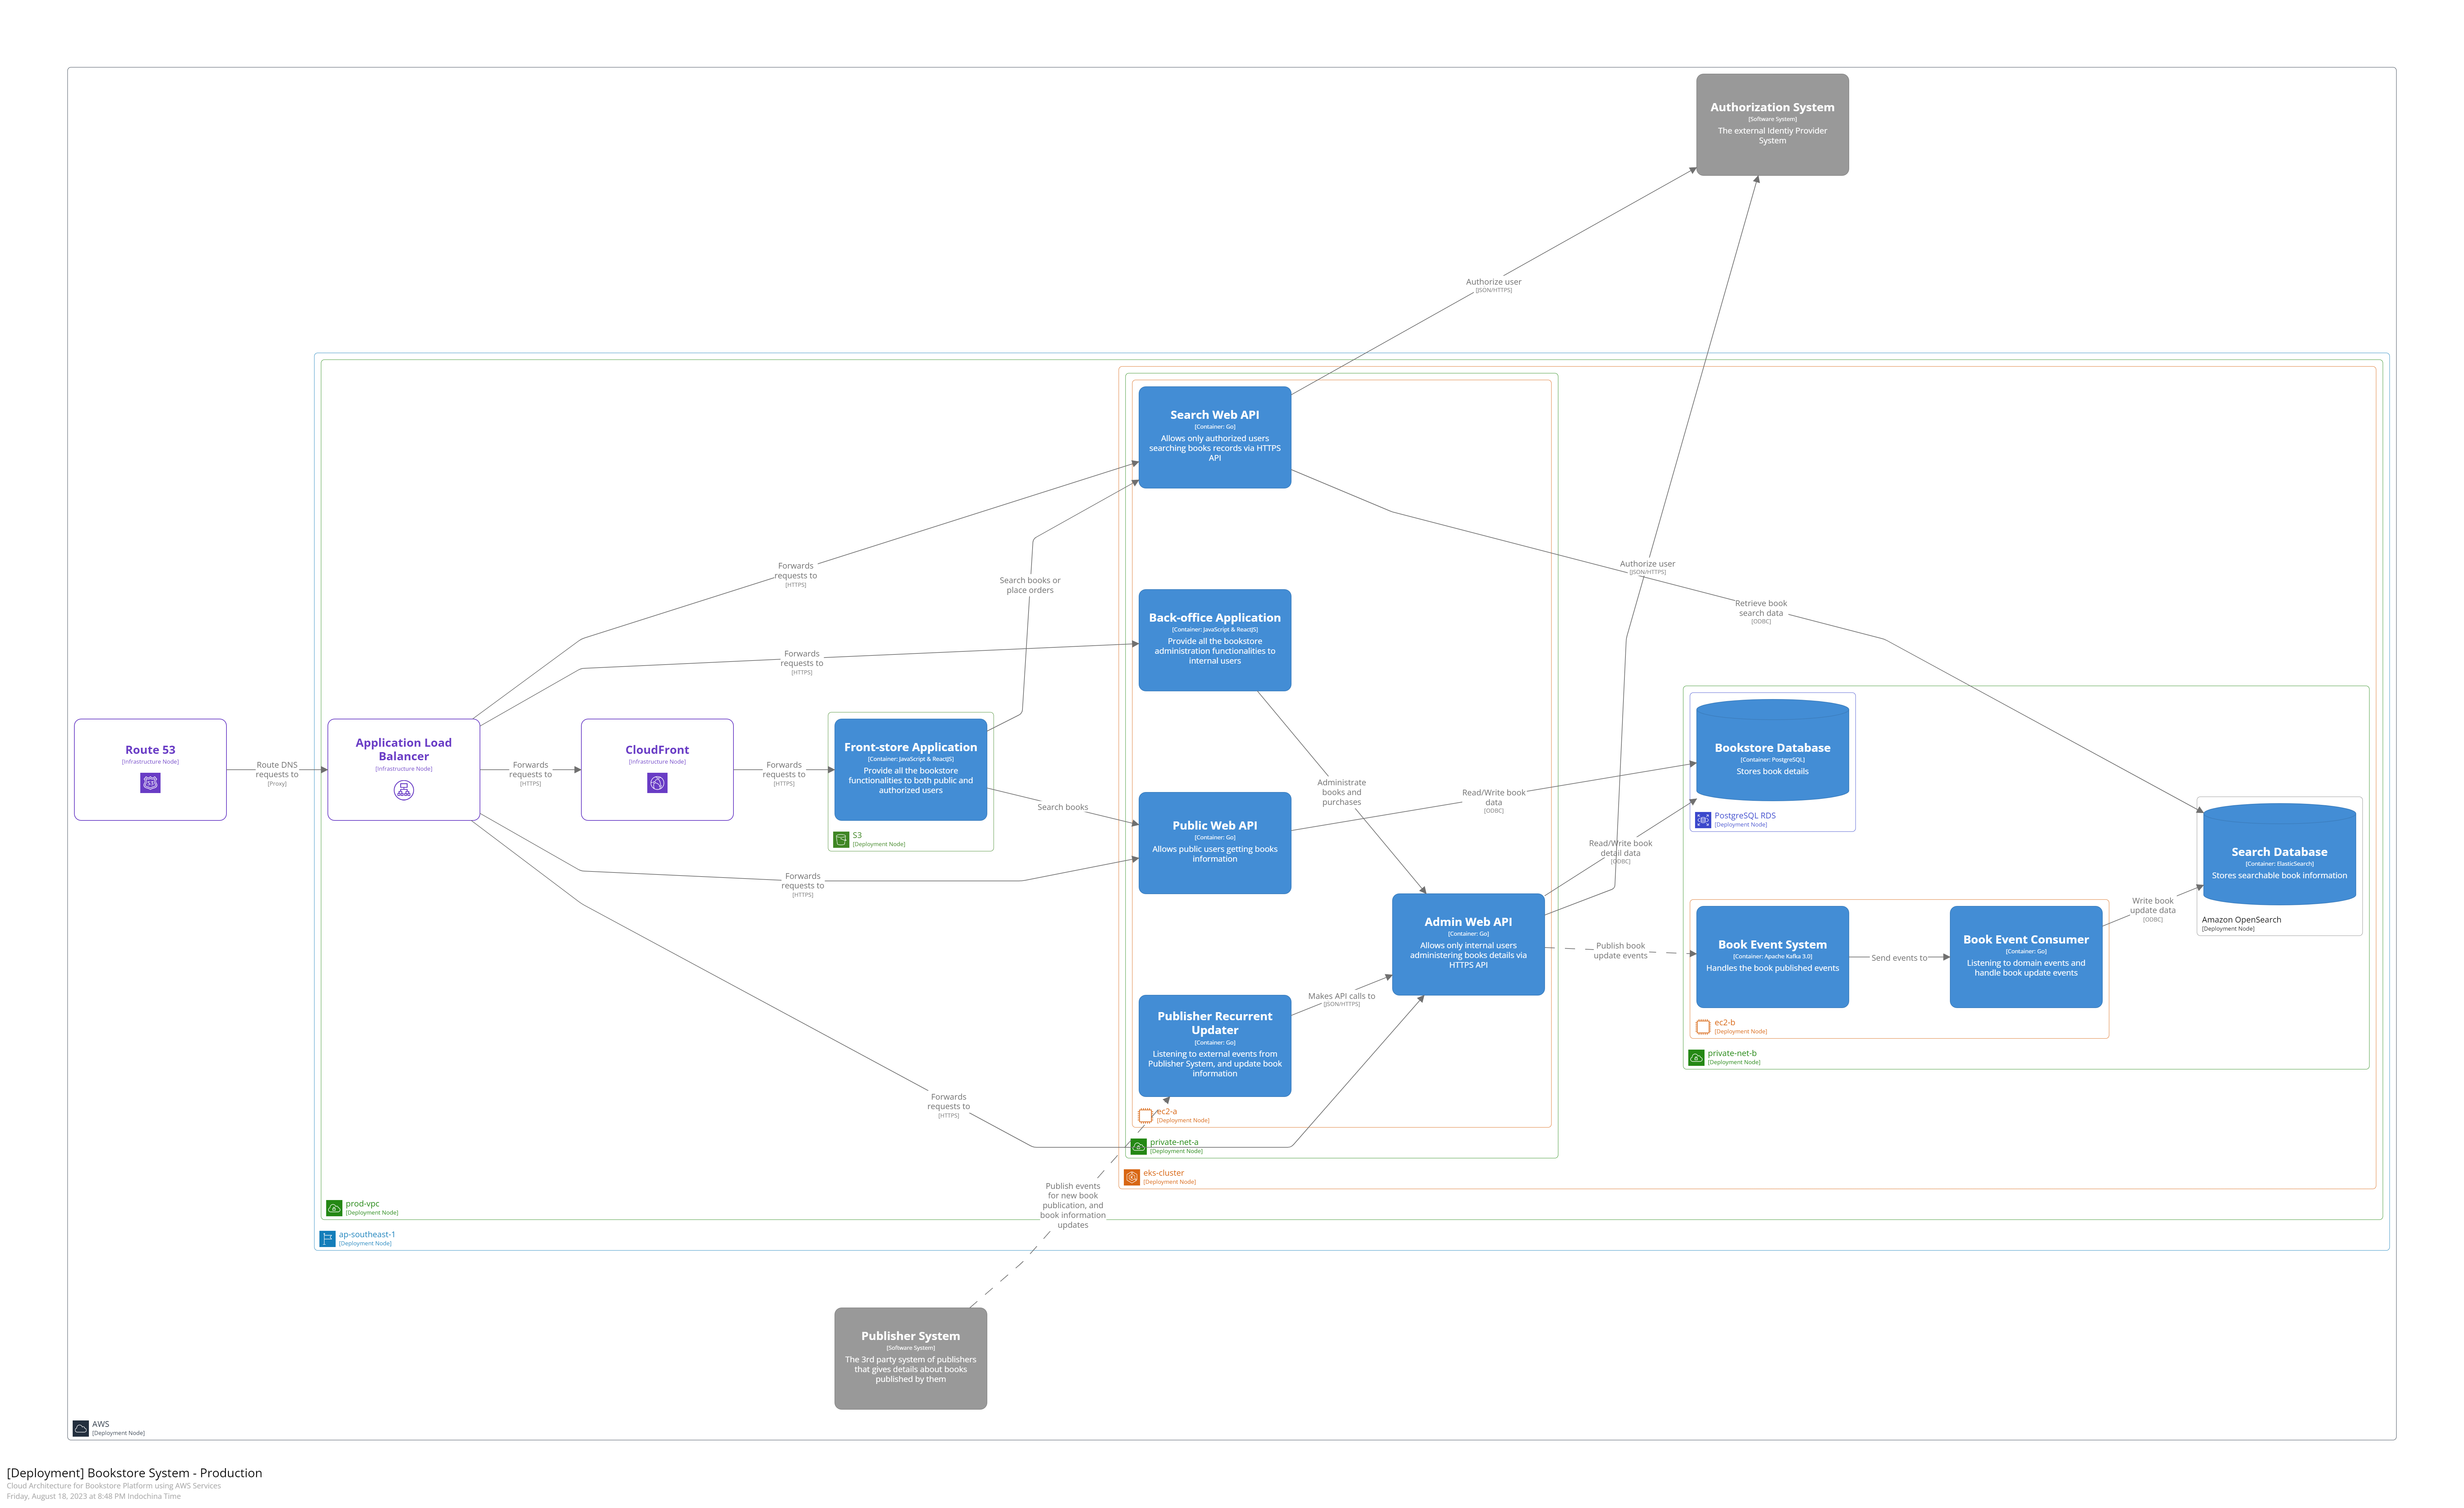 Authorization System
[Software System]
The external Identiy Provider
System
Authorize user
[JSON/HTTPS]
Search Web API
[Container: Go]
Allows only authorized users
searching books records via HTTPS
API
Forwards
requests to
[HTTPS]
Search books or
place orders
Authorize user
[JSON/HTTPS]
Retrieve book
search data
[ODBC]
Back-office Application
[Container: JavaScript & ReactJS]
Provide all the bookstore
administration functionalities to
internal users
Forwards
requests to
[HTTPS]
Route 53
[Infrastructure Node]
Route DNS
requests to
[Proxy]
Application Load
Balancer
[Infrastructure Node]
Forwards
requests to
[HTTPS]
CloudFront
[Infrastructure Node]
Forwards
requests to
[HTTPS]
Front-store Application
[Container: JavaScript & ReactJS]
Provide all the bookstore
functionalities to both public and
authorized users
S3
[Deployment Node]
Search books
Administrate
books and
purchases
Read/Write book
data
[ODBC]
Bookstore Database
[Container: PostgreSQL]
Stores book details
PostgreSQL RDS
[Deployment Node]
Public Web API
[Container: Go]
Allows public users getting books
information
Forwards
requests to
[HTTPS]
Read/Write book
detail data
[ODBC]
Search Database
[Container: ElasticSearch]
Stores searchable book information
Amazon OpenSearch
[Deployment Node]
Write book
update data
[ODBC]
Admin Web API
[Container: Go]
Allows only internal users
administering books details via
HTTPS API
Publish book
update events
Book Event System
[Container: Apache Kafka 3.0]
Handles the book published events
Send events to
Book Event Consumer
[Container: Go]
Listening to domain events and
handle book update events
ec2-b
[Deployment Node]
private-net-b
[Deployment Node]
Makes API calls to
[JSON/HTTPS]
Publisher Recurrent
Updater
[Container: Go]
Listening to external events from
Publisher System, and update book
information
Forwards
requests to
[HTTPS]
ec2-a
[Deployment Node]
private-net-a
[Deployment Node]
eks-cluster
[Deployment Node]
Publish events
for new book
publication, and
book information
updates
prod-vpc
[Deployment Node]
ap-southeast-1
[Deployment Node]
Publisher System
[Software System]
The 3rd party system of publishers
that gives details about books
published by them
AWS
[Deployment Node]
[Deployment] Bookstore System - Production
Cloud Architecture for Bookstore Platform using AWS Services
Friday, August 18, 2023 at 8:48 PM Indochina Time